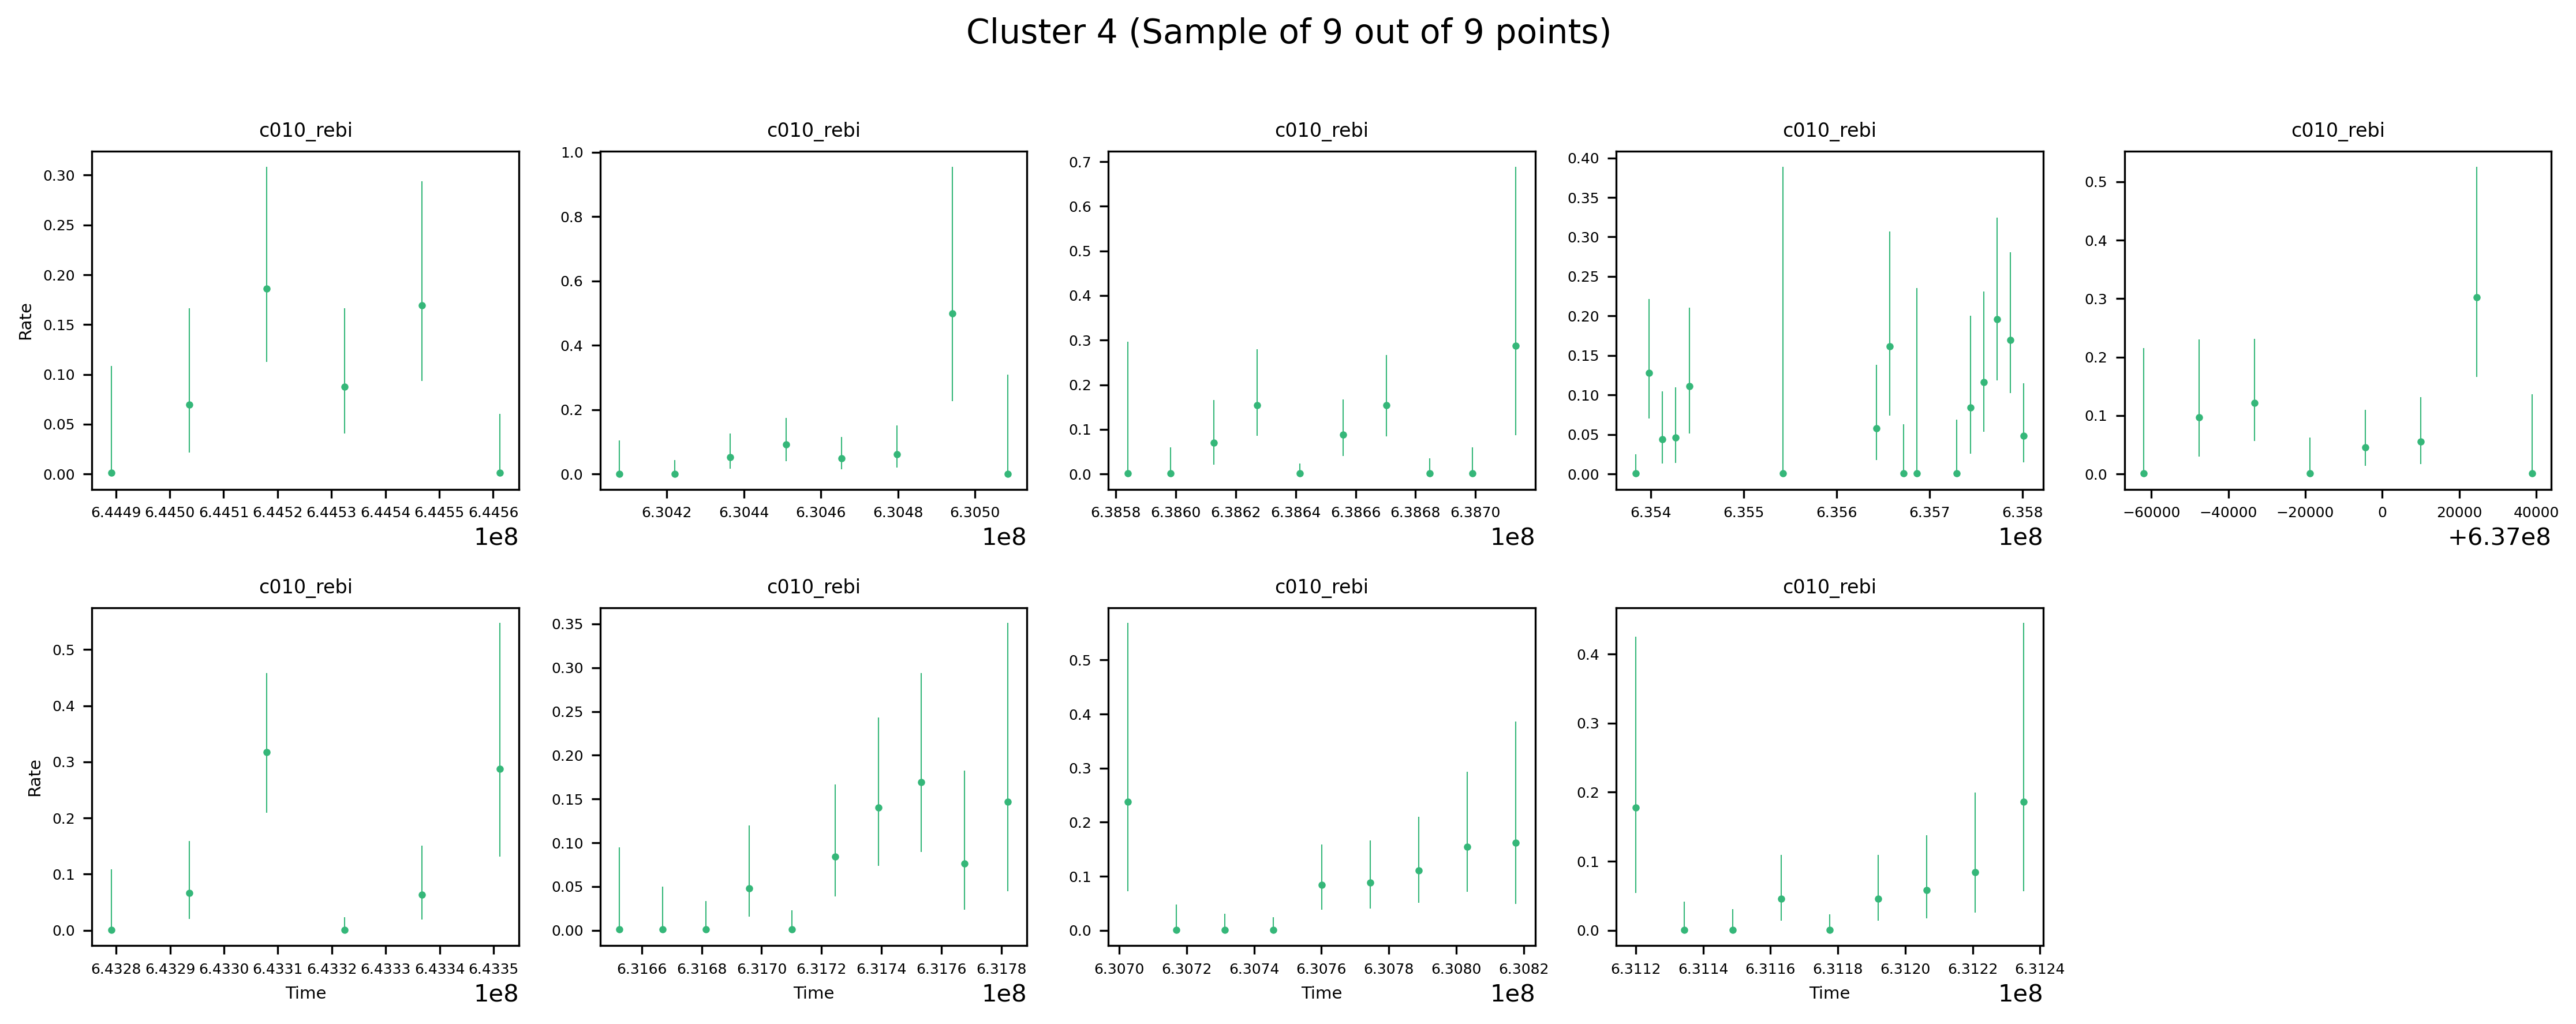 Cluster 4 (Sample of 9 out of 9 points)
c010_rebi
Rate
0.30
0.25
0.20
0.15
0.10
0.05
0.00
6.4449 6.4450 6.4451 6.4452 6.4453 6.4454 6.4455 6.4456
1e8
c010_rebi
1.0
0.8
0.6
0.4
0.2
0.0
6.3042 6.3044 6.3046 6.3048 6.3050
1e8
c010_rebi
0.7
0.6
0.5
0.4
0.3
0.2
0.1
0.0
6.3858 6.3860 6.3862 6.3864 6.3866 6.3868 6.3870
1e8
c010_rebi
0.40
0.35
0.30
0.25
0.20
0.15
0.10
0.05
0.00
6.354 6.355 6.356 6.357 6.358
1e8
c010_rebi
0.5
0.4
0.3
0.2
0.1
0.0
−60000 −40000 −20000 0 20000 40000
+6.37e8
c010_rebi
Rate
0.5
0.4
0.3
0.2
0.1
0.0
6.4328 6.4329 6.4330 6.4331 6.4332 6.4333 6.4334 6.4335
Time
1e8
c010_rebi
0.35
0.30
0.25
0.20
0.15
0.10
0.05
0.00
6.3166 6.3168 6.3170 6.3172 6.3174 6.3176 6.3178
Time
1e8
c010_rebi
0.5
0.4
0.3
0.2
0.1
0.0
6.3070 6.3072 6.3074 6.3076 6.3078 6.3080 6.3082
Time
1e8
c010_rebi
0.4
0.3
0.2
0.1
0.0
6.3112 6.3114 6.3116 6.3118 6.3120 6.3122 6.3124
Time
1e8